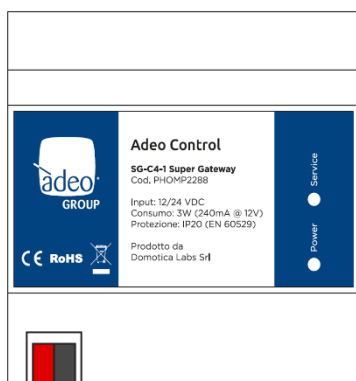 àdeo
GROUP
CE RoHS
Adeo Control
SG-C4-1 Super Gateway
Cod. PHOMP2288
Input: 12/24 VDC
Consumo: 3W (240mA @ 12V)
Protezione: IP20 (EN 60529)
Prodotto da
Domotica Labs Srl
Service
Power